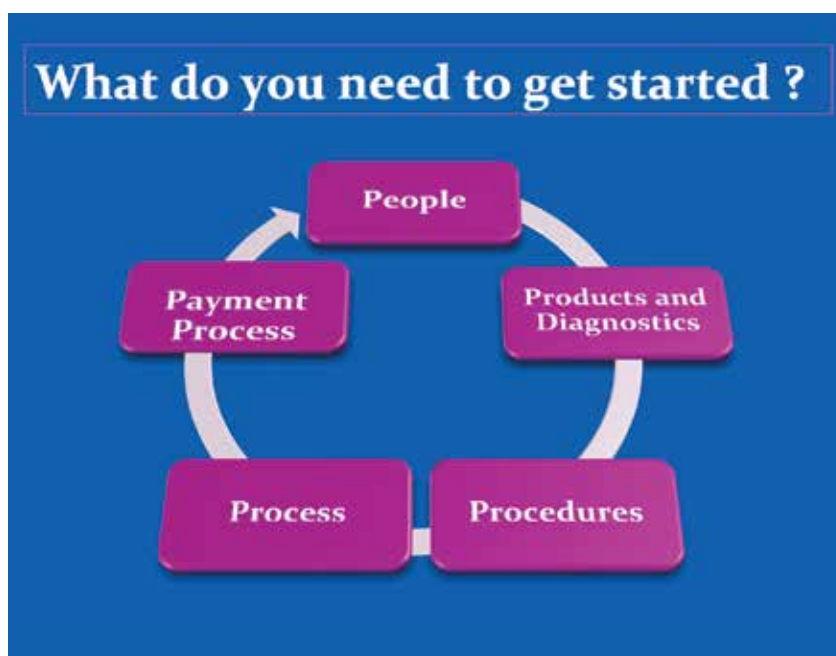 What do you need to get started ?
People
Products and
Diagnostics
Procedures
Process
Payment
Process